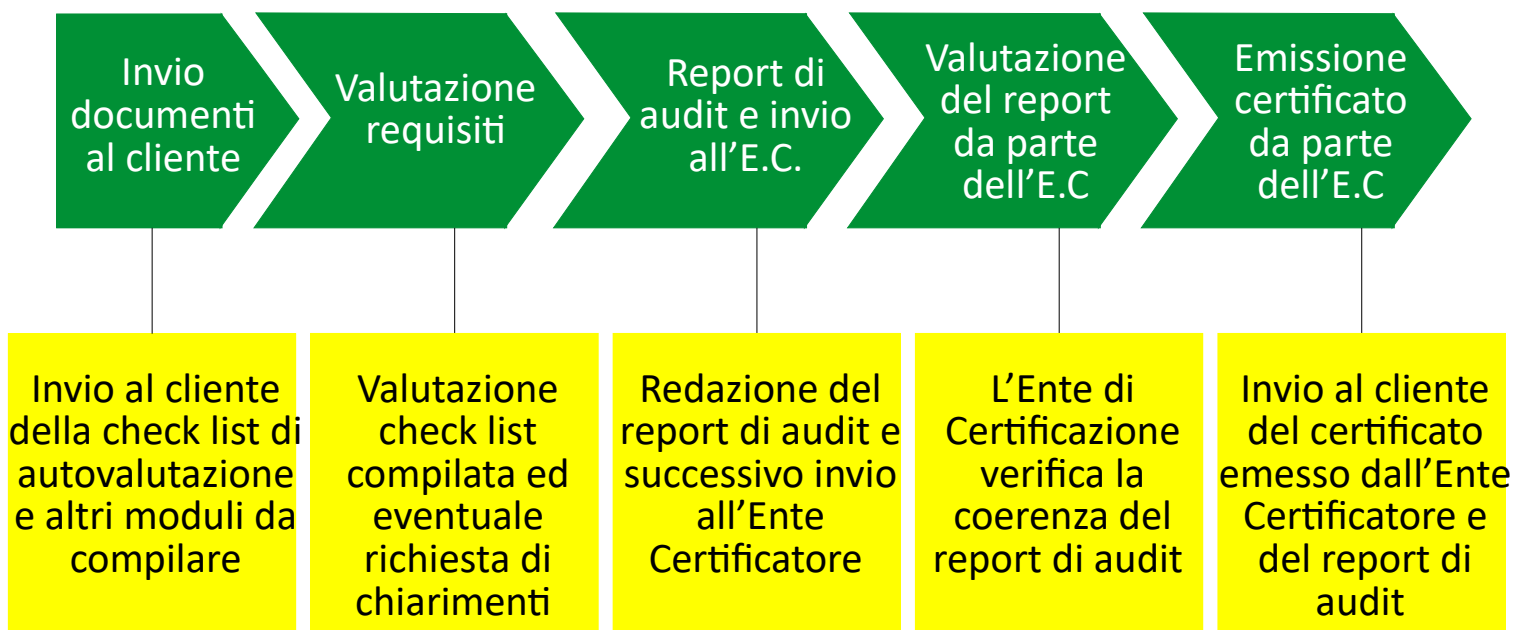 Invio
documenti
al cliente
Valutazione
requisiti
Report di
audit e invio
all’E.C.
Valutazione
del report
da parte
dell’E.C
Emissione
certificato
da parte
dell’E.C
Invio al cliente
della check list di
autovalutazione
e altri moduli da
compilare
Valutazione
check list
compilata ed
eventuale
richiesta di
chiarimenti
Redazione del
report di audit e
successivo invio
all’Ente
Certificatore
L’Ente di
Certificazione
verifica la
coerenza del
report di audit
Invio al cliente
del certificato
emesso dall’Ente
Certificatore e
del report di
audit